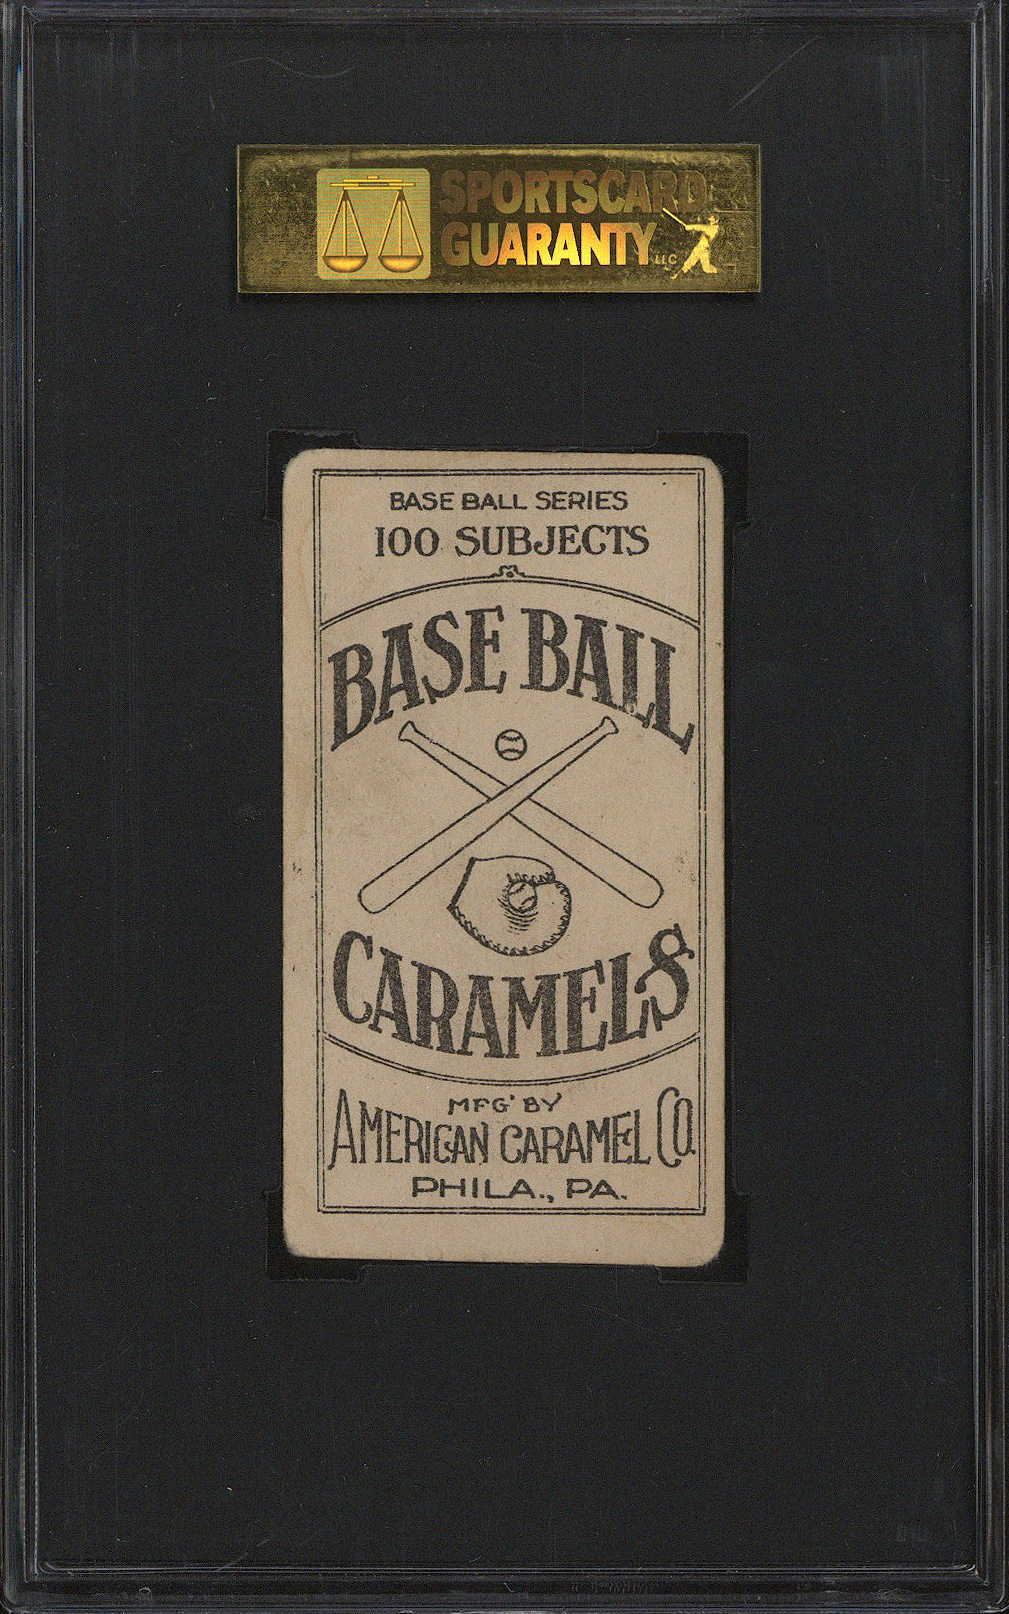 SPORTSCARD
GUARANTY LLC
BASE BALL SERIES
100 SUBJECTS
BASE BALL
CARAMELS
MFG' BY
AMERICAN CARAMEL CO.
PHILA., PA.